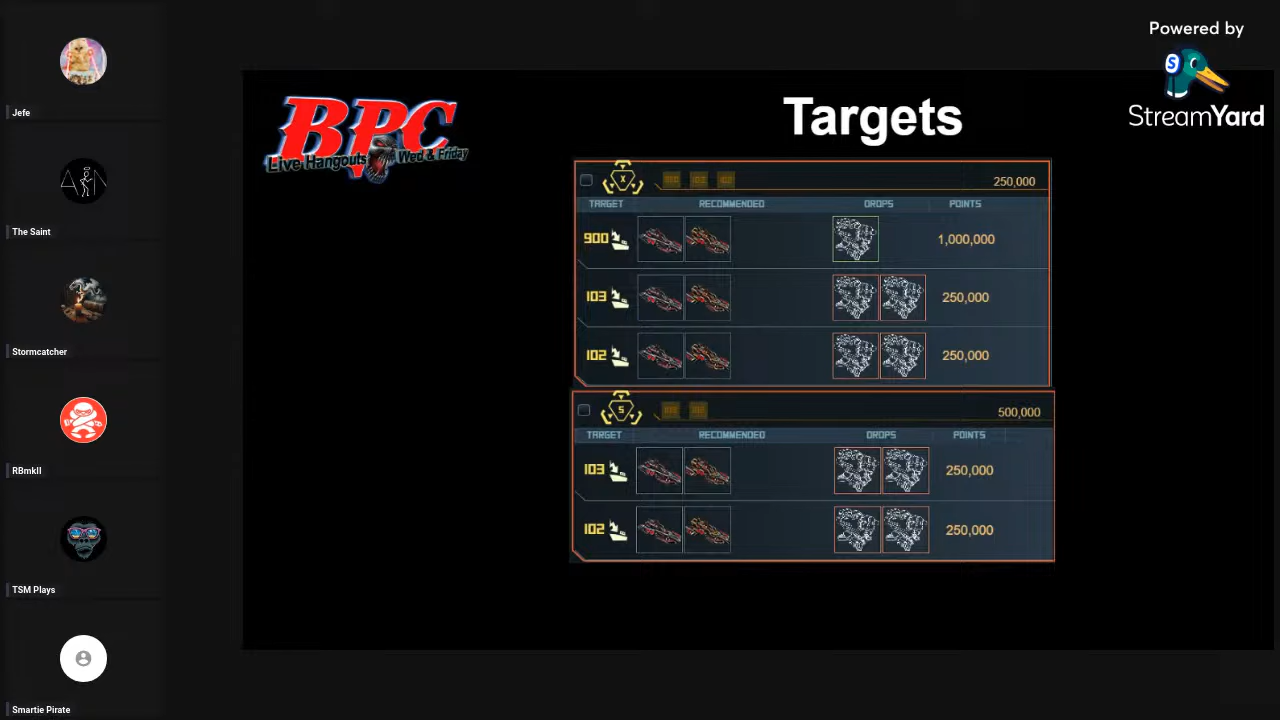 Powered by
StreamYard
Jefe
The Saint
Stormcatcher
RBmkII
TSM Plays
Smartie Pirate
BPC
Live Hangouts Wed & Friday
Targets
X 250,000
TARGET RECOMMENDED DROPS POINTS
900 1,000,000
103 250,000
102 250,000
S 500,000
TARGET RECOMMENDED DROPS POINTS
103 250,000
102 250,000